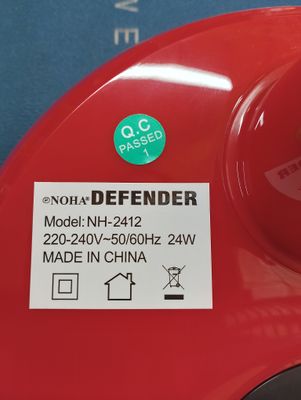 Q.C
PASSED
1
℗NOHA® DEFENDER
Model: NH-2412
220-240V~50/60Hz 24W
MADE IN CHINA